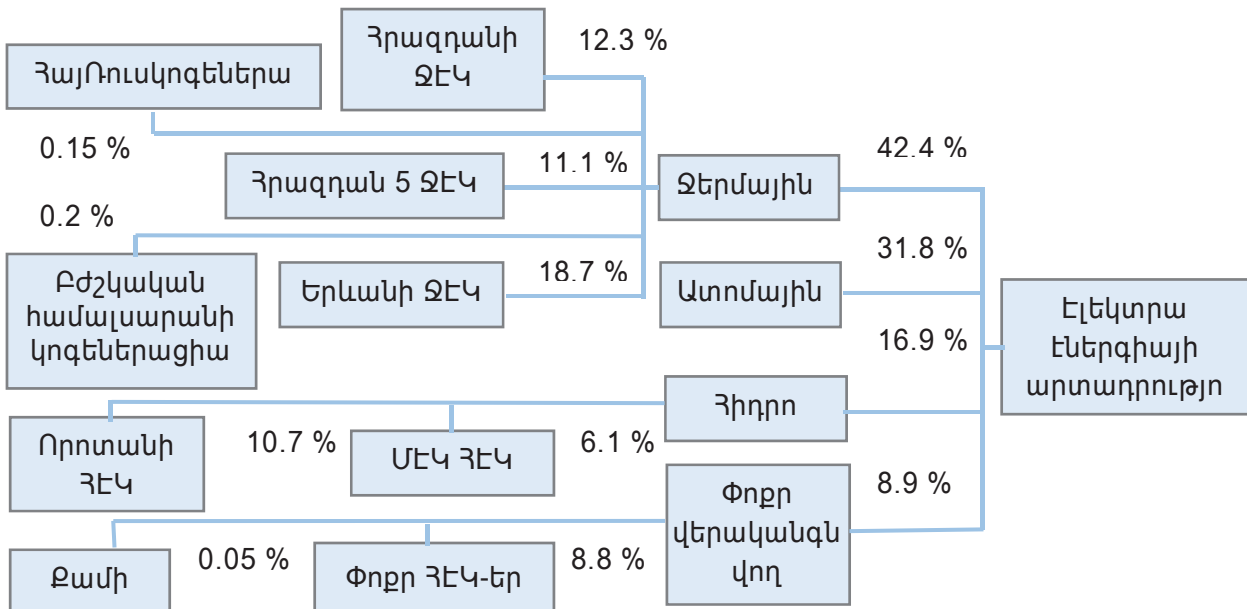 Հրազդանի
ՋԷԿ
12.3 %
ՀայՌուսկոգեներա
0.15 %
Հրազդան 5 ՋԷԿ
11.1 %
Ջերմային
42.4 %
0.2 %
Բժշկական
համալսարանի
կոգեներացիա
Երևանի ՋԷԿ
18.7 %
Ատոմային
31.8 %
16.9 %
Էլեկտրա
էներգիայի
արտադրությո
Հիդրո
Որոտանի
ՀԷԿ
10.7 %
ՄԷԿ ՀԷԿ
6.1 %
Փոքր
վերականգն
վող
8.9 %
Քամի
0.05 %
Փոքր ՀԷԿ-եր
8.8 %